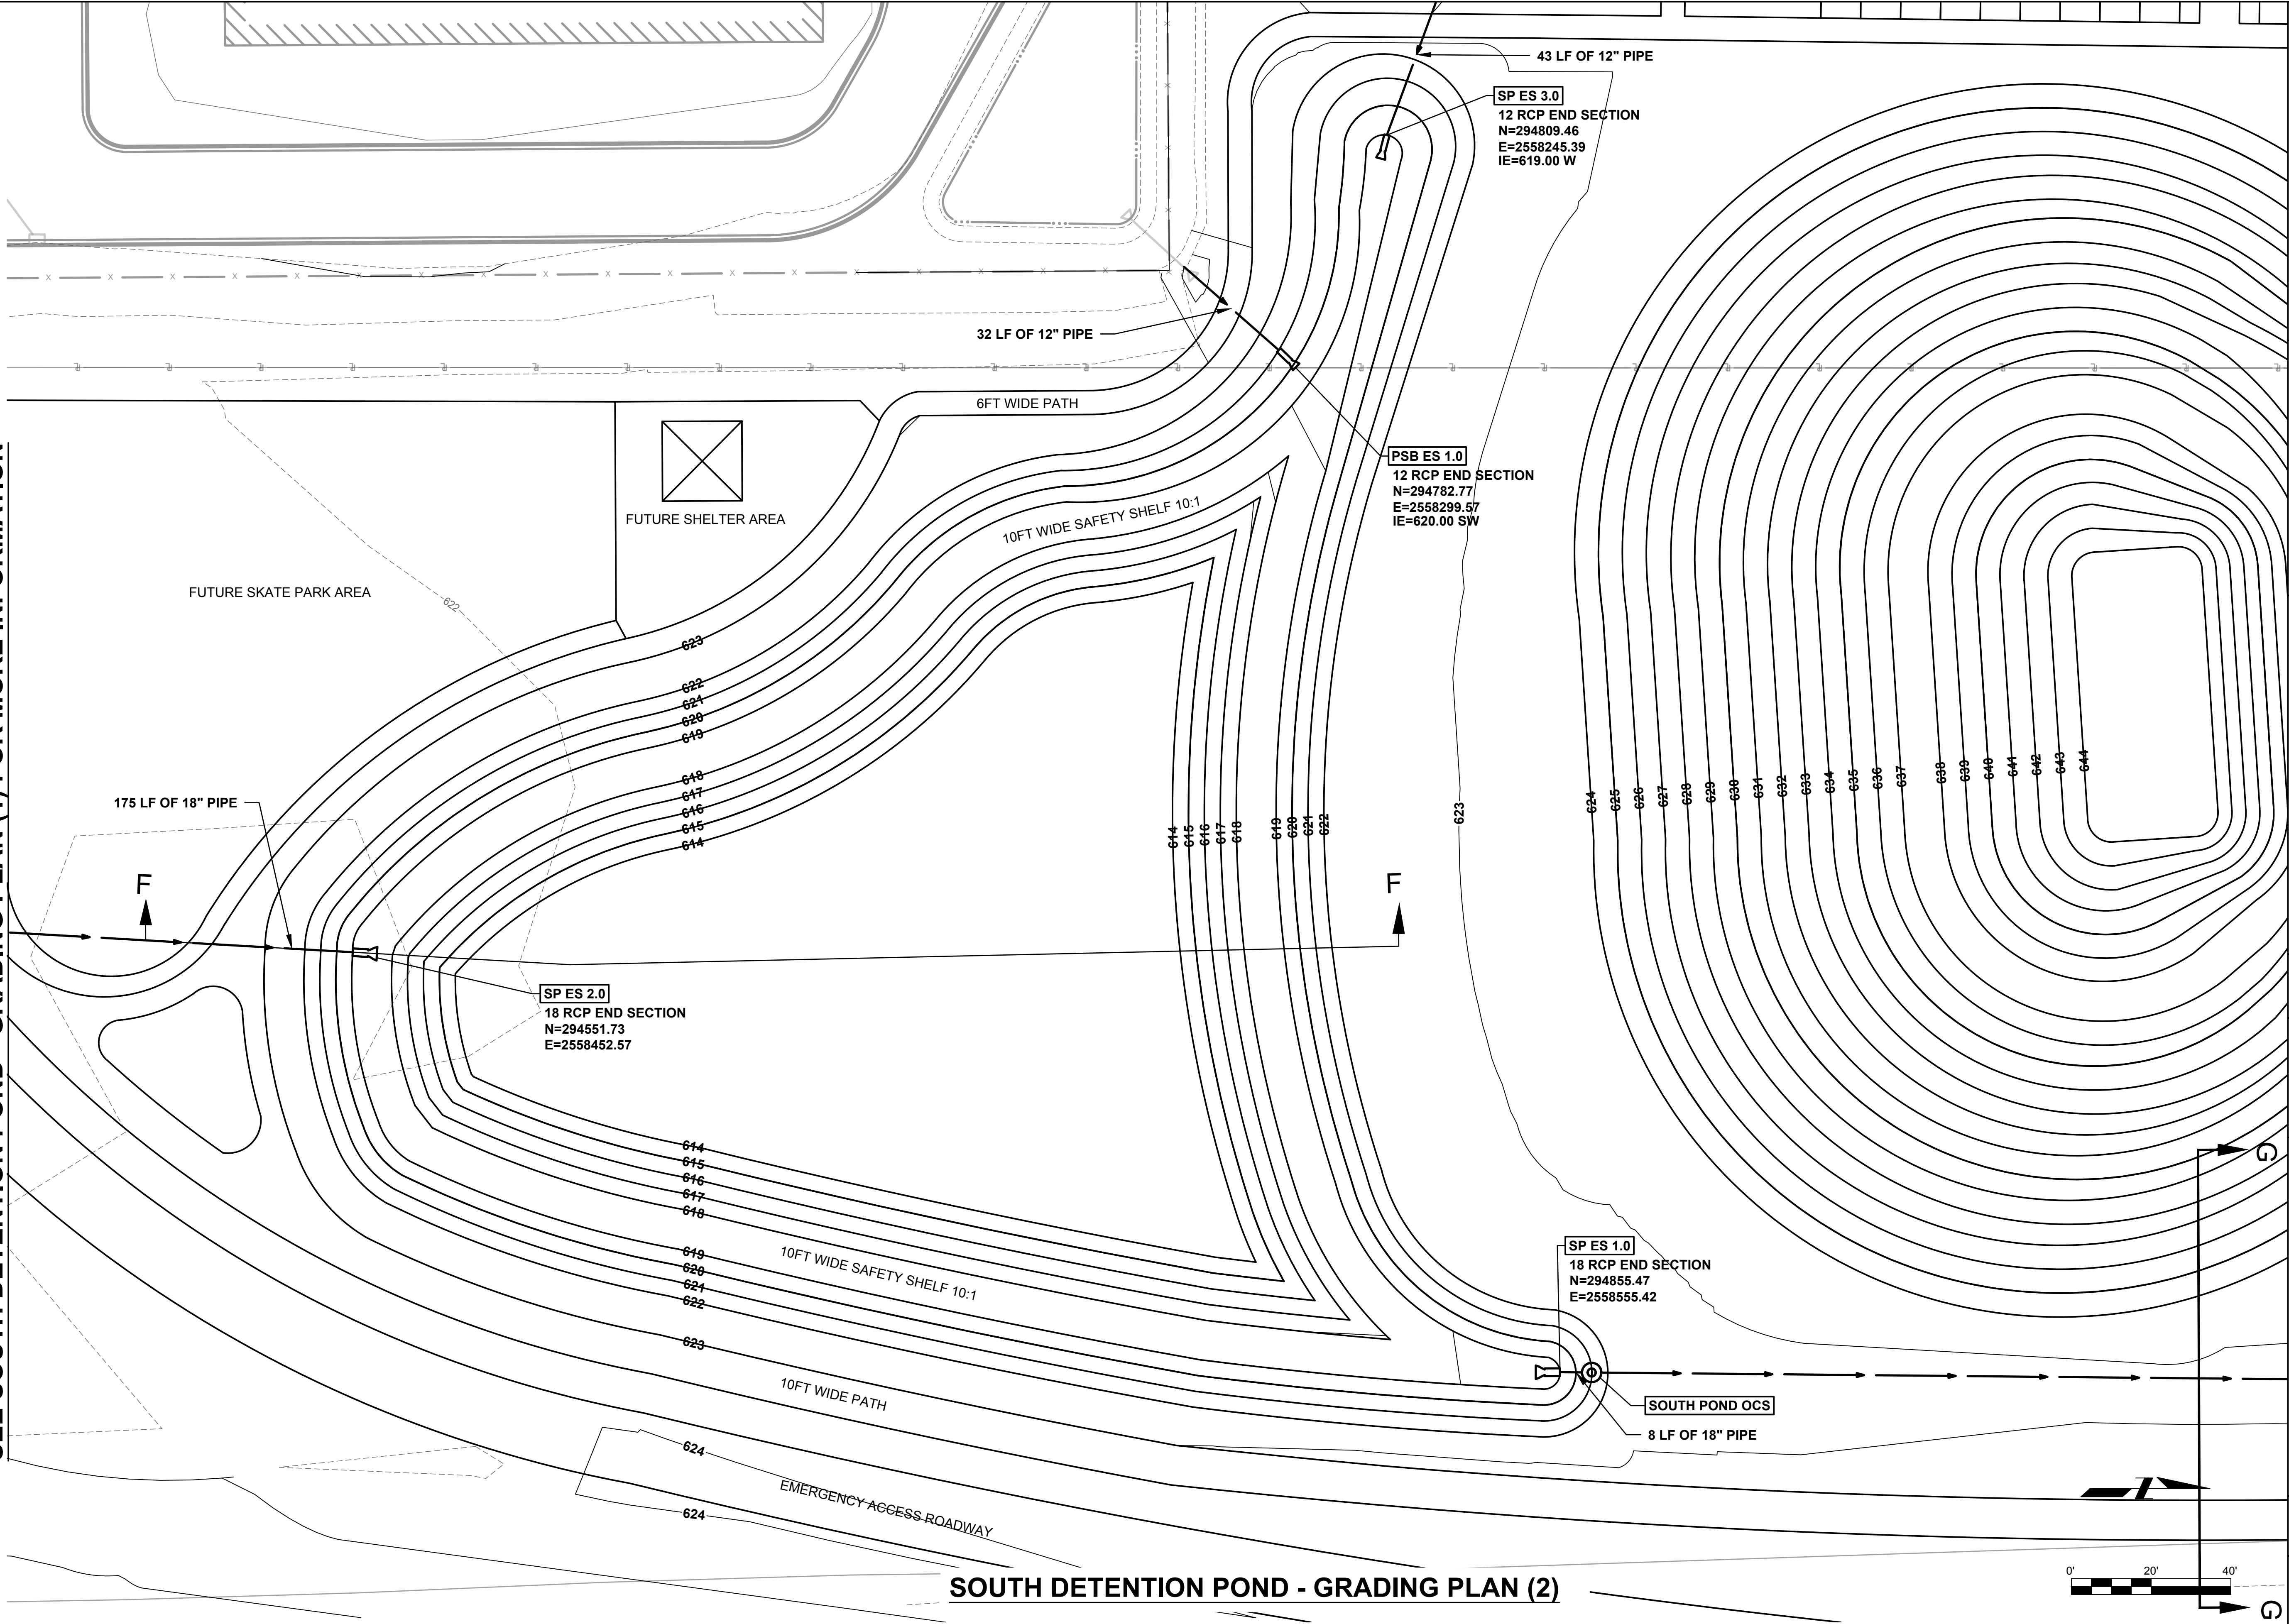 43 LF OF 12" PIPE
SP ES 3.0
12 RCP END SECTION
N=294809.46
E=2558245.39
IE=619.00 W
32 LF OF 12" PIPE
6FT WIDE PATH
PSB ES 1.0
12 RCP END SECTION
N=294782.77
E=2558299.57
IE=620.00 SW
FUTURE SHELTER AREA
10FT WIDE SAFETY SHELF 10:1
FUTURE SKATE PARK AREA
622
623
622
621
620
619
618
617
616
615
614
175 LF OF 18" PIPE
F
614
615
616
617
618
619
620
621
622
F
623
624
625
626
627
628
629
630
631
632
633
634
635
636
637
638
639
640
641
642
643
644
SP ES 2.0
18 RCP END SECTION
N=294551.73
E=2558452.57
614
615
616
617
618
619
620
621
622
10FT WIDE SAFETY SHELF 10:1
623
10FT WIDE PATH
624
624
EMERGENCY ACCESS ROADWAY
SP ES 1.0
18 RCP END SECTION
N=294855.47
E=2558555.42
SOUTH POND OCS
8 LF OF 18" PIPE
G
0' 20' 40'
G
SOUTH DETENTION POND - GRADING PLAN (2)